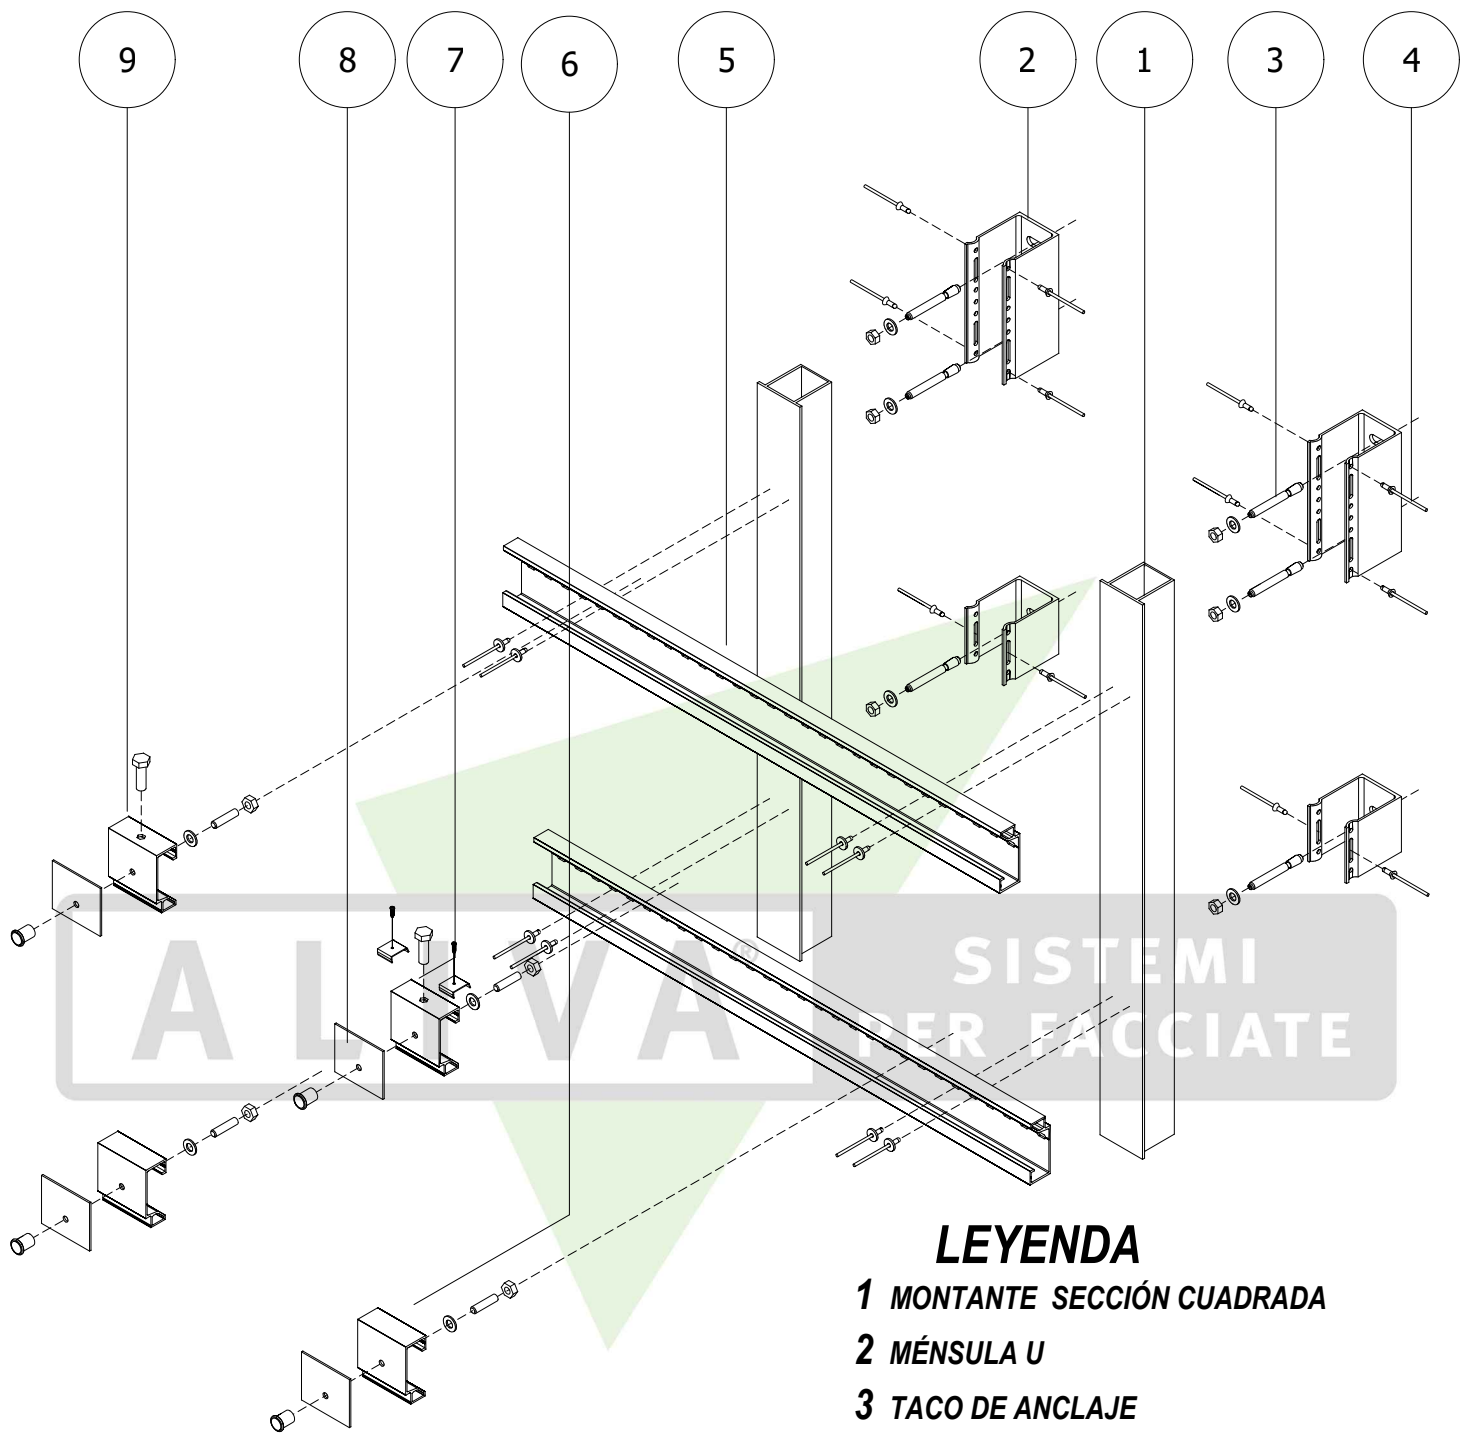 9 8 7 6 5 2 1 3 4
ALIVA®
SISTEMI
PER FACCIATE
LEYENDA
1 MONTANTE SECCIÓN CUADRADA
2 MÉNSULA U
3 TACO DE ANCLAJE